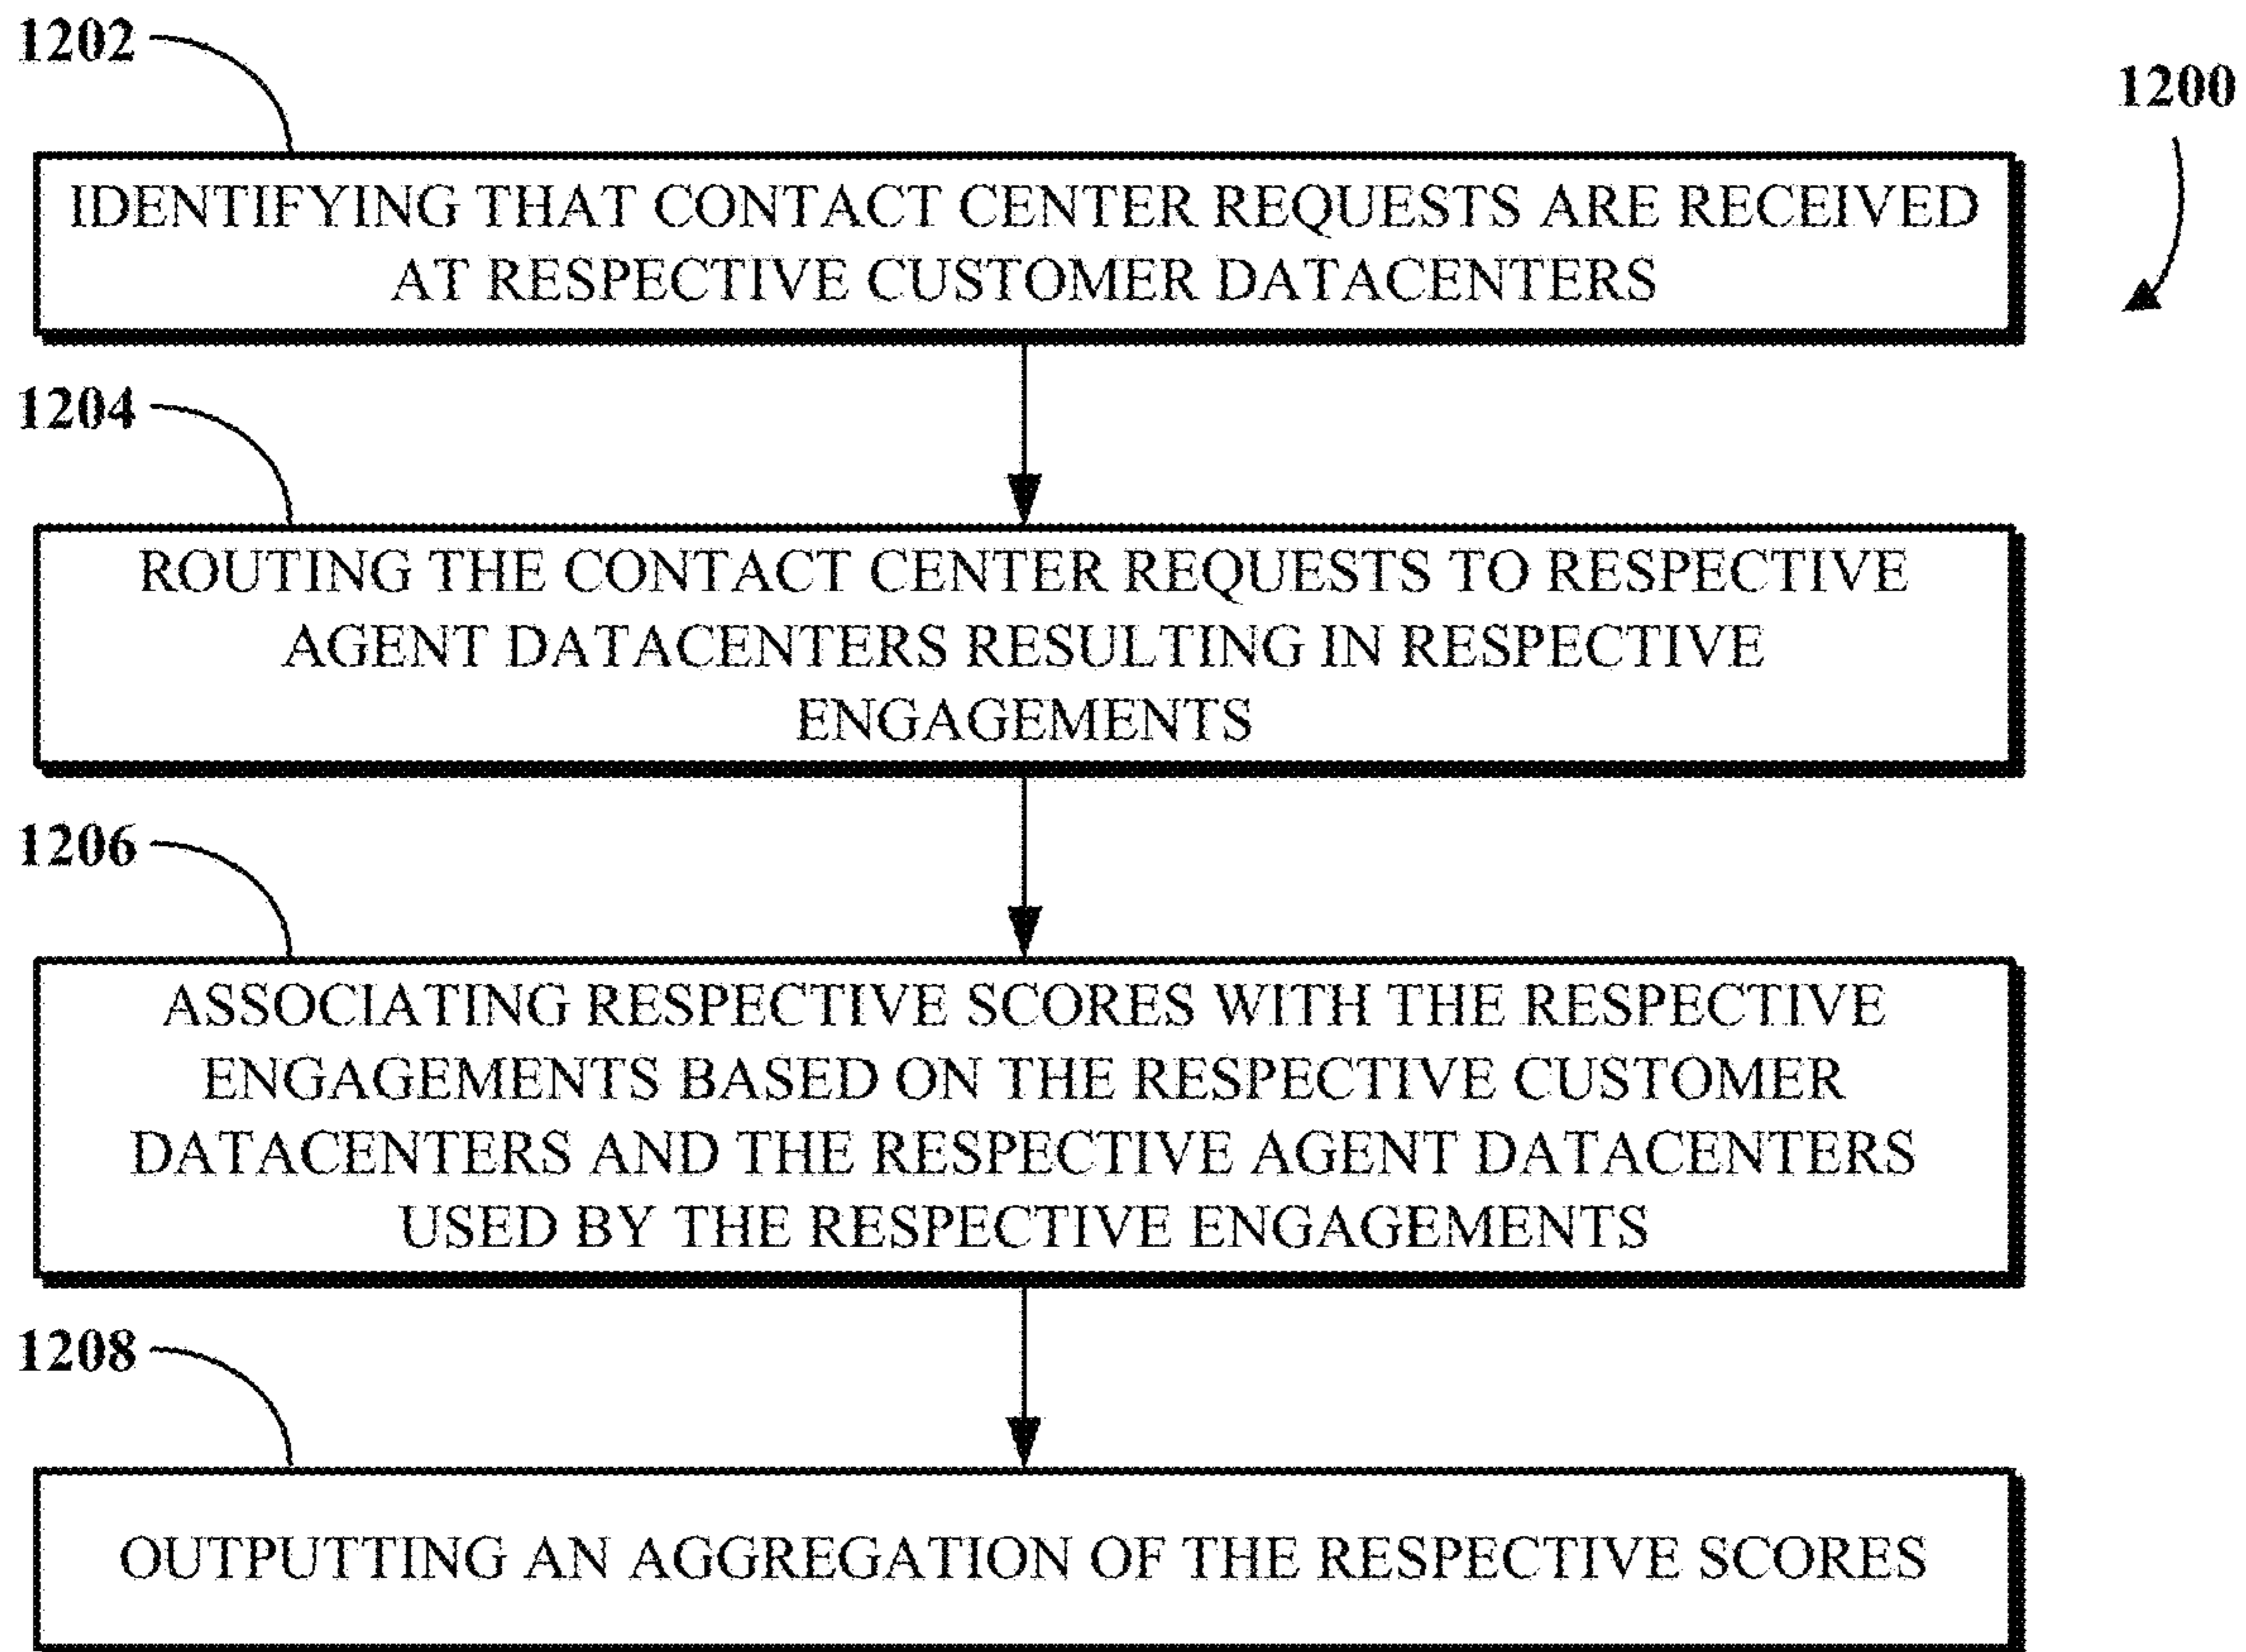 1202
1200
IDENTIFYING THAT CONTACT CENTER REQUESTS ARE RECEIVED
AT RESPECTIVE CUSTOMER DATACENTERS
1204
ROUTING THE CONTACT CENTER REQUESTS TO RESPECTIVE
AGENT DATACENTERS RESULTING IN RESPECTIVE
ENGAGEMENTS
1206
ASSOCIATING RESPECTIVE SCORES WITH THE RESPECTIVE
ENGAGEMENTS BASED ON THE RESPECTIVE CUSTOMER
DATACENTERS AND THE RESPECTIVE AGENT DATACENTERS
USED BY THE RESPECTIVE ENGAGEMENTS
1208
OUTPUTTING AN AGGREGATION OF THE RESPECTIVE SCORES